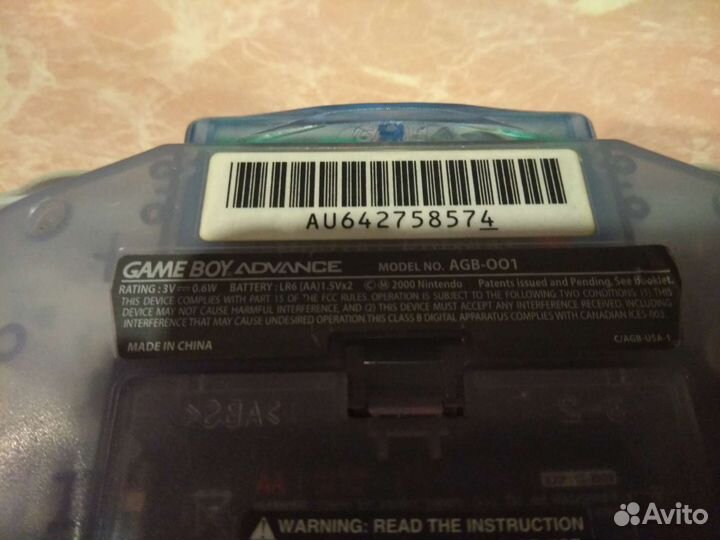 AU642758574
GAME BOY ADVANCE MODEL NO. AGB-001
RATING : 3V 0.6W BATTERY : LR6 (AA)1.5Vx2 © Ⓜ 2000 Nintendo Patents issued and Pending. See Booklet.
THIS DEVICE COMPLIES WITH PART 15 OF THE FCC RULES OPERATION IS SUBJECT TO THE FOLLOWING TWO CONDITIONS (1) THIS
DEVICE MAY NOT CAUSE HARMFUL INTERFERENCE, AND (2) THIS DEVICE MUST ACCEPT ANY INTERFERENCE RECEIVED INCLUDING
INTERFERENCE THAT MAY CAUSE UNDESIRED OPERATION.THIS CLASS B DIGITAL APPARATUS COMPLIES WITH CANADIAN ICES-003.
MADE IN CHINA C/AGB-USA-1
>ABS<
WARNING: READ THE INSTRUCTION
Avito